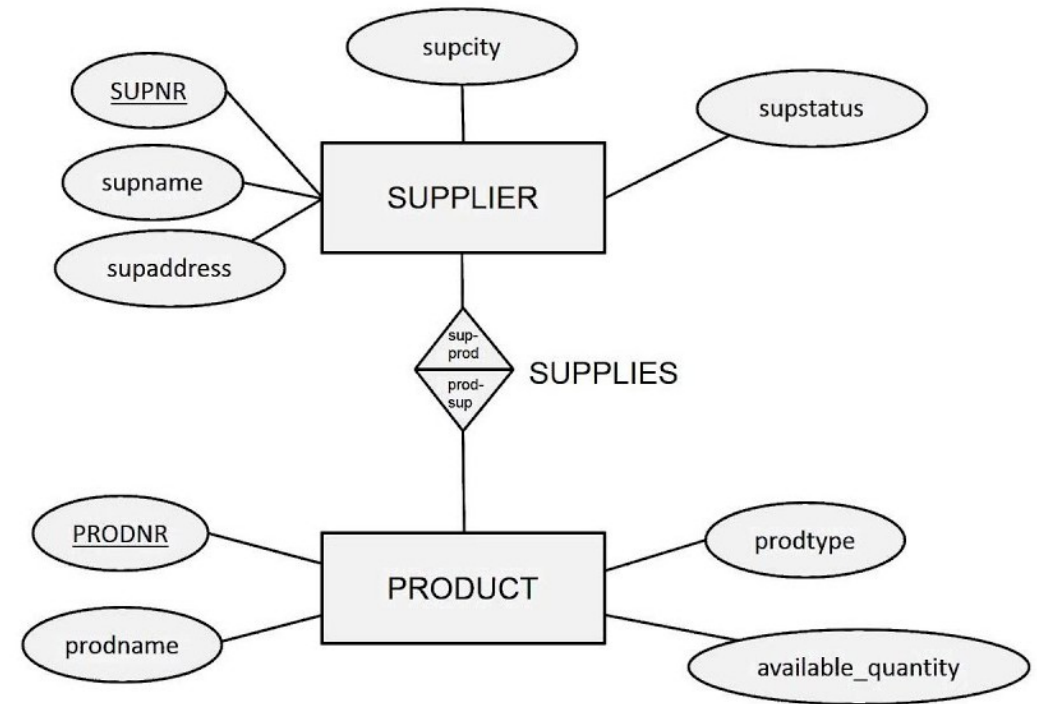 supcity
SUPNR
supstatus
supname
SUPPLIER
supaddress
sup-
prod
SUPPLIES
prod-
sup
PRODNR
prodtype
PRODUCT
prodname
available_quantity